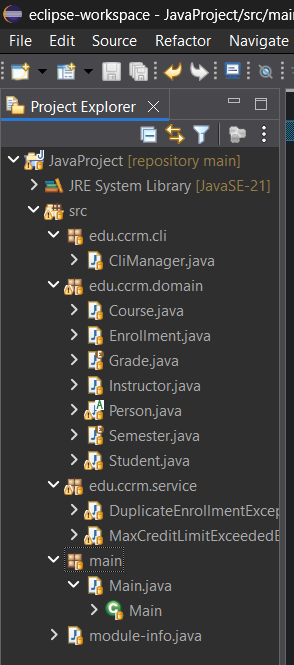 eclipse-workspace - JavaProject/src/mai
File Edit Source Refactor Navigate
Project Explorer
JavaProject [repository main]
JRE System Library [JavaSE-21]
src
edu.ccrm.cli
CliManager.java
edu.ccrm.domain
Course.java
Enrollment.java
Grade.java
Instructor.java
Person.java
Semester.java
Student.java
edu.ccrm.service
DuplicateEnrollmentExcep
MaxCreditLimitExceededE
main
Main.java
Main
module-info.java